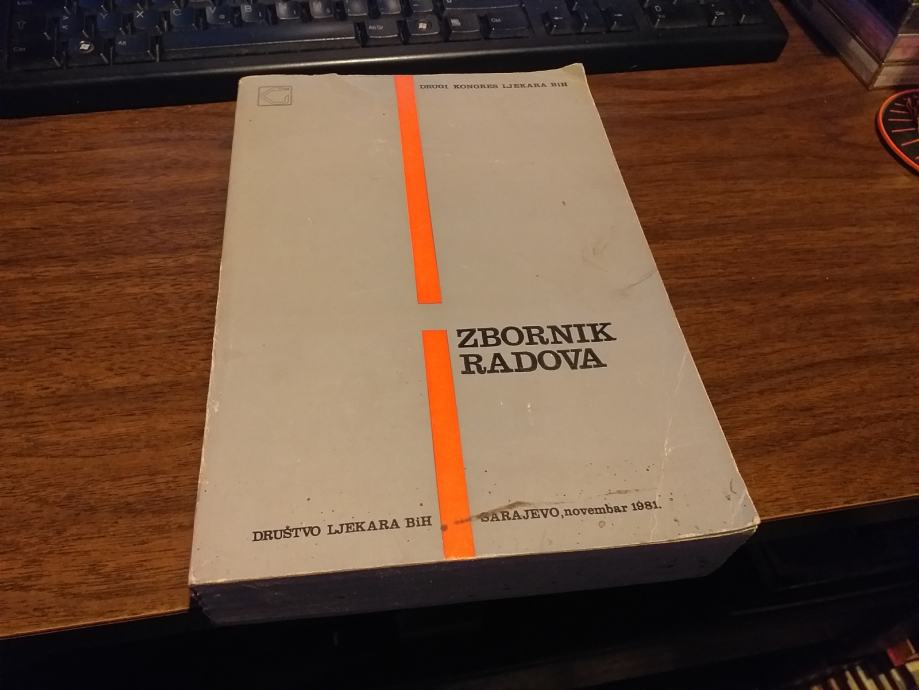 DRUGI KONGRES LJEKARA BiH
ZBORNIK
RADOVA
DRUŠTVO LJEKARA BiH
SARAJEVO, novembar 1981.